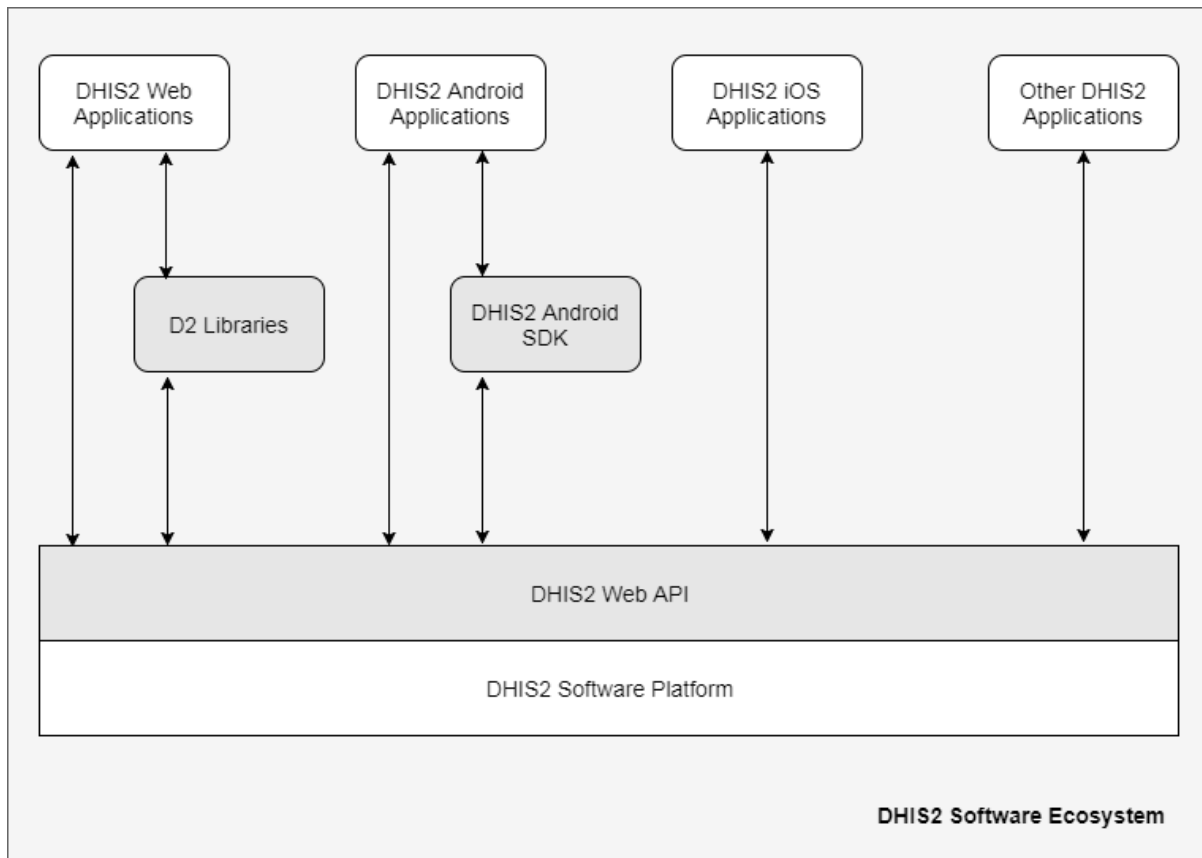 DHIS2 Web
Applications
DHIS2 Android
Applications
DHIS2 iOS
Applications
Other DHIS2
Applications
D2 Libraries
DHIS2 Android
SDK
DHIS2 Web API
DHIS2 Software Platform
DHIS2 Software Ecosystem